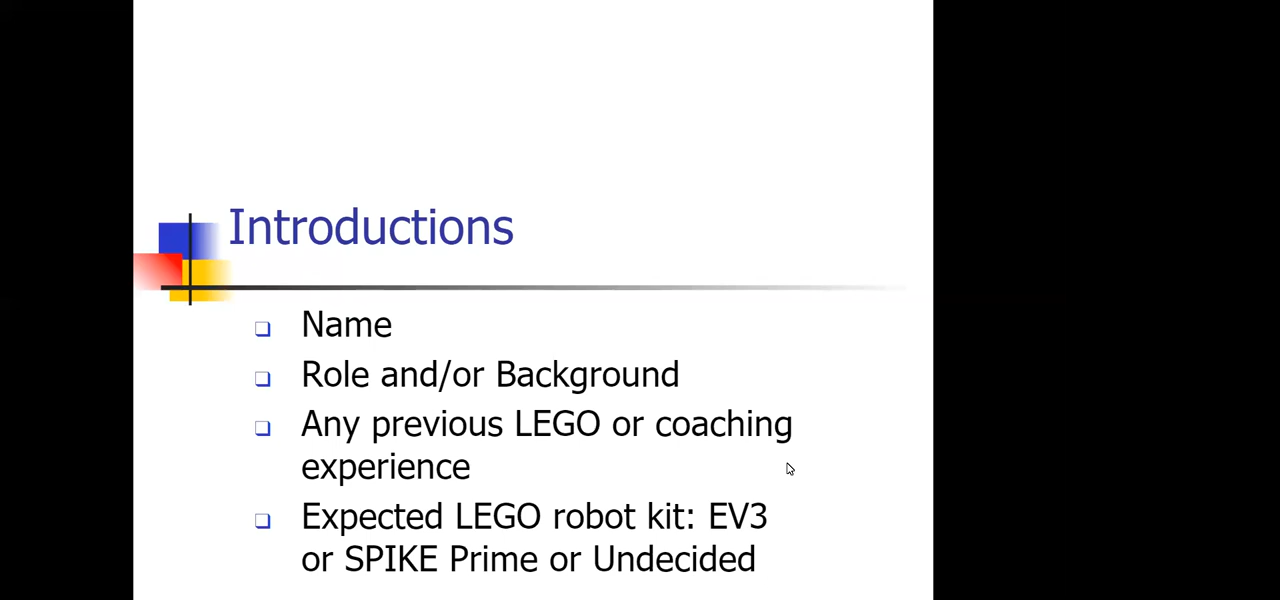 Introductions
Name
Role and/or Background
Any previous LEGO or coaching
experience
Expected LEGO robot kit: EV3
or SPIKE Prime or Undecided